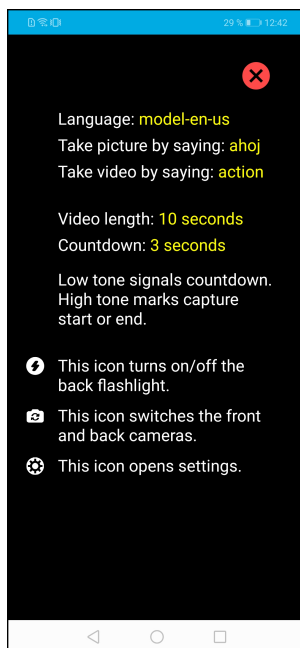 29 % 12:42
Language: model-en-us
Take picture by saying: ahoj
Take video by saying: action
Video length: 10 seconds
Countdown: 3 seconds
Low tone signals countdown.
High tone marks capture
start or end.
This icon turns on/off the
back flashlight.
This icon switches the front
and back cameras.
This icon opens settings.